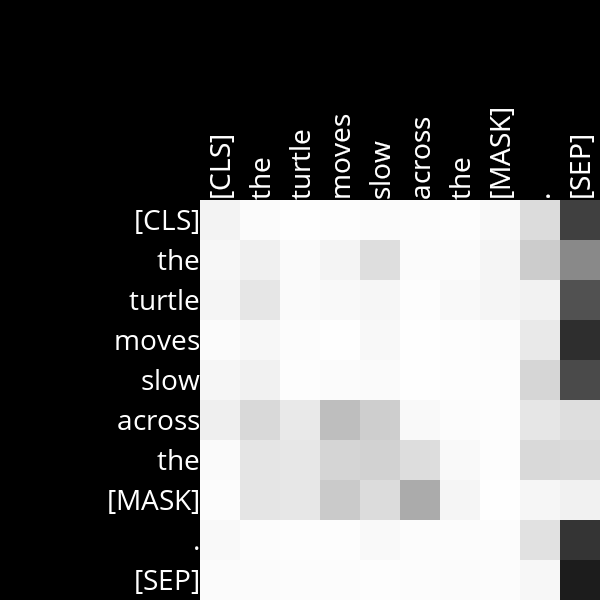 [CLS]
the
turtle
moves
slow
across
the
[MASK]
.
[SEP]
[CLS]
the
turtle
moves
slow
across
the
[MASK]
.
[SEP]